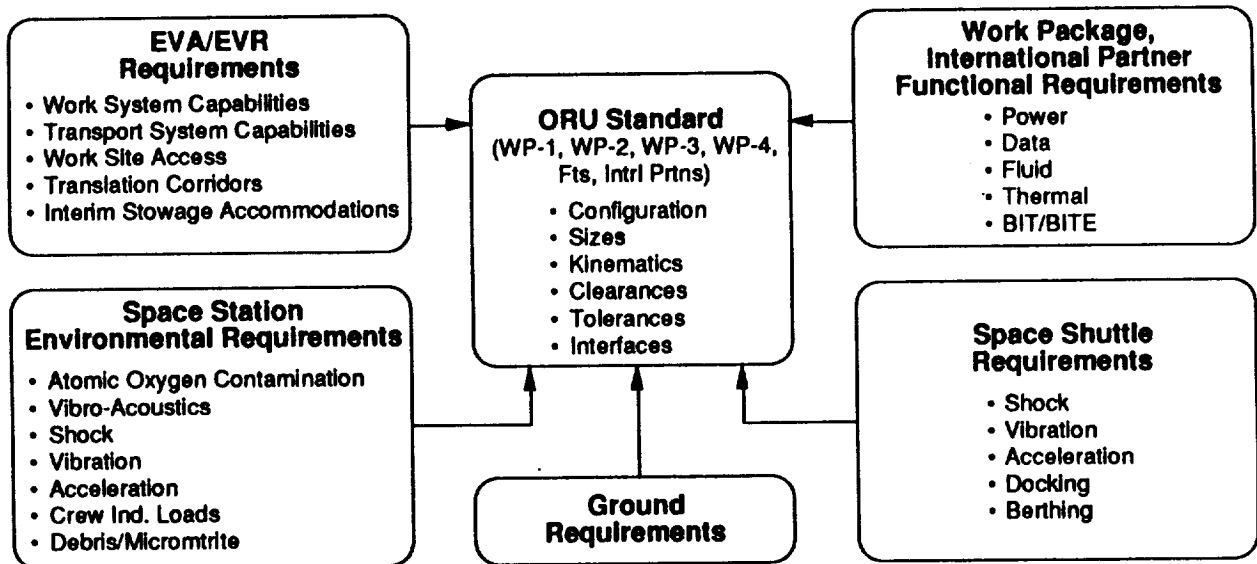 EVA/EVR
Requirements
• Work System Capabilities
• Transport System Capabilities
• Work Site Access
• Translation Corridors
• Interim Stowage Accommodations
ORU Standard
(WP-1, WP-2, WP-3, WP-4,
Fts, Intrl Prtns)
• Configuration
• Sizes
• Kinematics
• Clearances
• Tolerances
• Interfaces
Work Package,
International Partner
Functional Requirements
• Power
• Data
• Fluid
• Thermal
• BIT/BITE
Space Station
Environmental Requirements
• Atomic Oxygen Contamination
• Vibro-Acoustics
• Shock
• Vibration
• Acceleration
• Crew Ind. Loads
• Debris/Micromtrite
Ground
Requirements
Space Shuttle
Requirements
• Shock
• Vibration
• Acceleration
• Docking
• Berthing